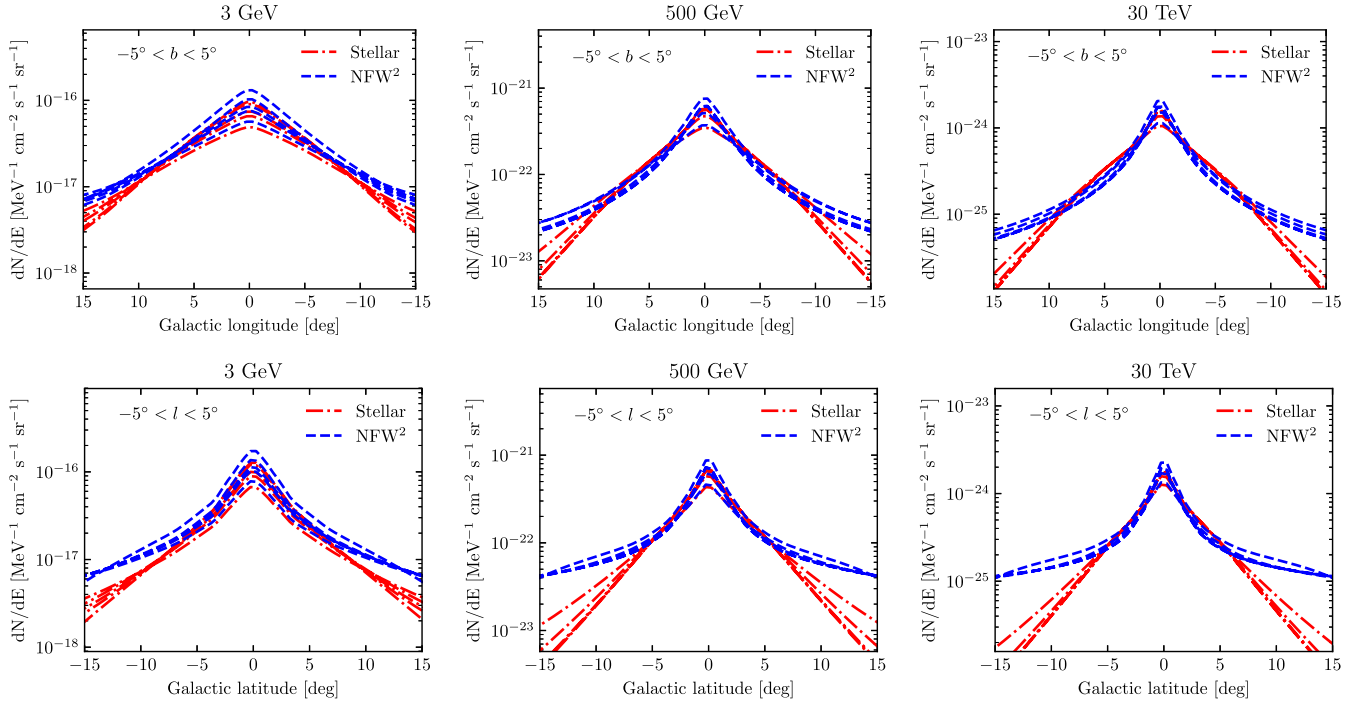 3 GeV
dN/dE [MeV⁻¹ cm⁻² s⁻¹ sr⁻¹]
−5° < b < 5°
Stellar
NFW²
10⁻¹⁶
10⁻¹⁷
10⁻¹⁸
15 10 5 0 −5 −10 −15
Galactic longitude [deg]
500 GeV
dN/dE [MeV⁻¹ cm⁻² s⁻¹ sr⁻¹]
−5° < b < 5°
Stellar
NFW²
10⁻²¹
10⁻²²
10⁻²³
15 10 5 0 −5 −10 −15
Galactic longitude [deg]
30 TeV
dN/dE [MeV⁻¹ cm⁻² s⁻¹ sr⁻¹]
−5° < b < 5°
Stellar
NFW²
10⁻²³
10⁻²⁴
10⁻²⁵
15 10 5 0 −5 −10 −15
Galactic longitude [deg]
3 GeV
dN/dE [MeV⁻¹ cm⁻² s⁻¹ sr⁻¹]
−5° < l < 5°
Stellar
NFW²
10⁻¹⁶
10⁻¹⁷
10⁻¹⁸
−15 −10 −5 0 5 10 15
Galactic latitude [deg]
500 GeV
dN/dE [MeV⁻¹ cm⁻² s⁻¹ sr⁻¹]
−5° < l < 5°
Stellar
NFW²
10⁻²¹
10⁻²²
10⁻²³
−15 −10 −5 0 5 10 15
Galactic latitude [deg]
30 TeV
dN/dE [MeV⁻¹ cm⁻² s⁻¹ sr⁻¹]
−5° < l < 5°
Stellar
NFW²
10⁻²³
10⁻²⁴
10⁻²⁵
−15 −10 −5 0 5 10 15
Galactic latitude [deg]